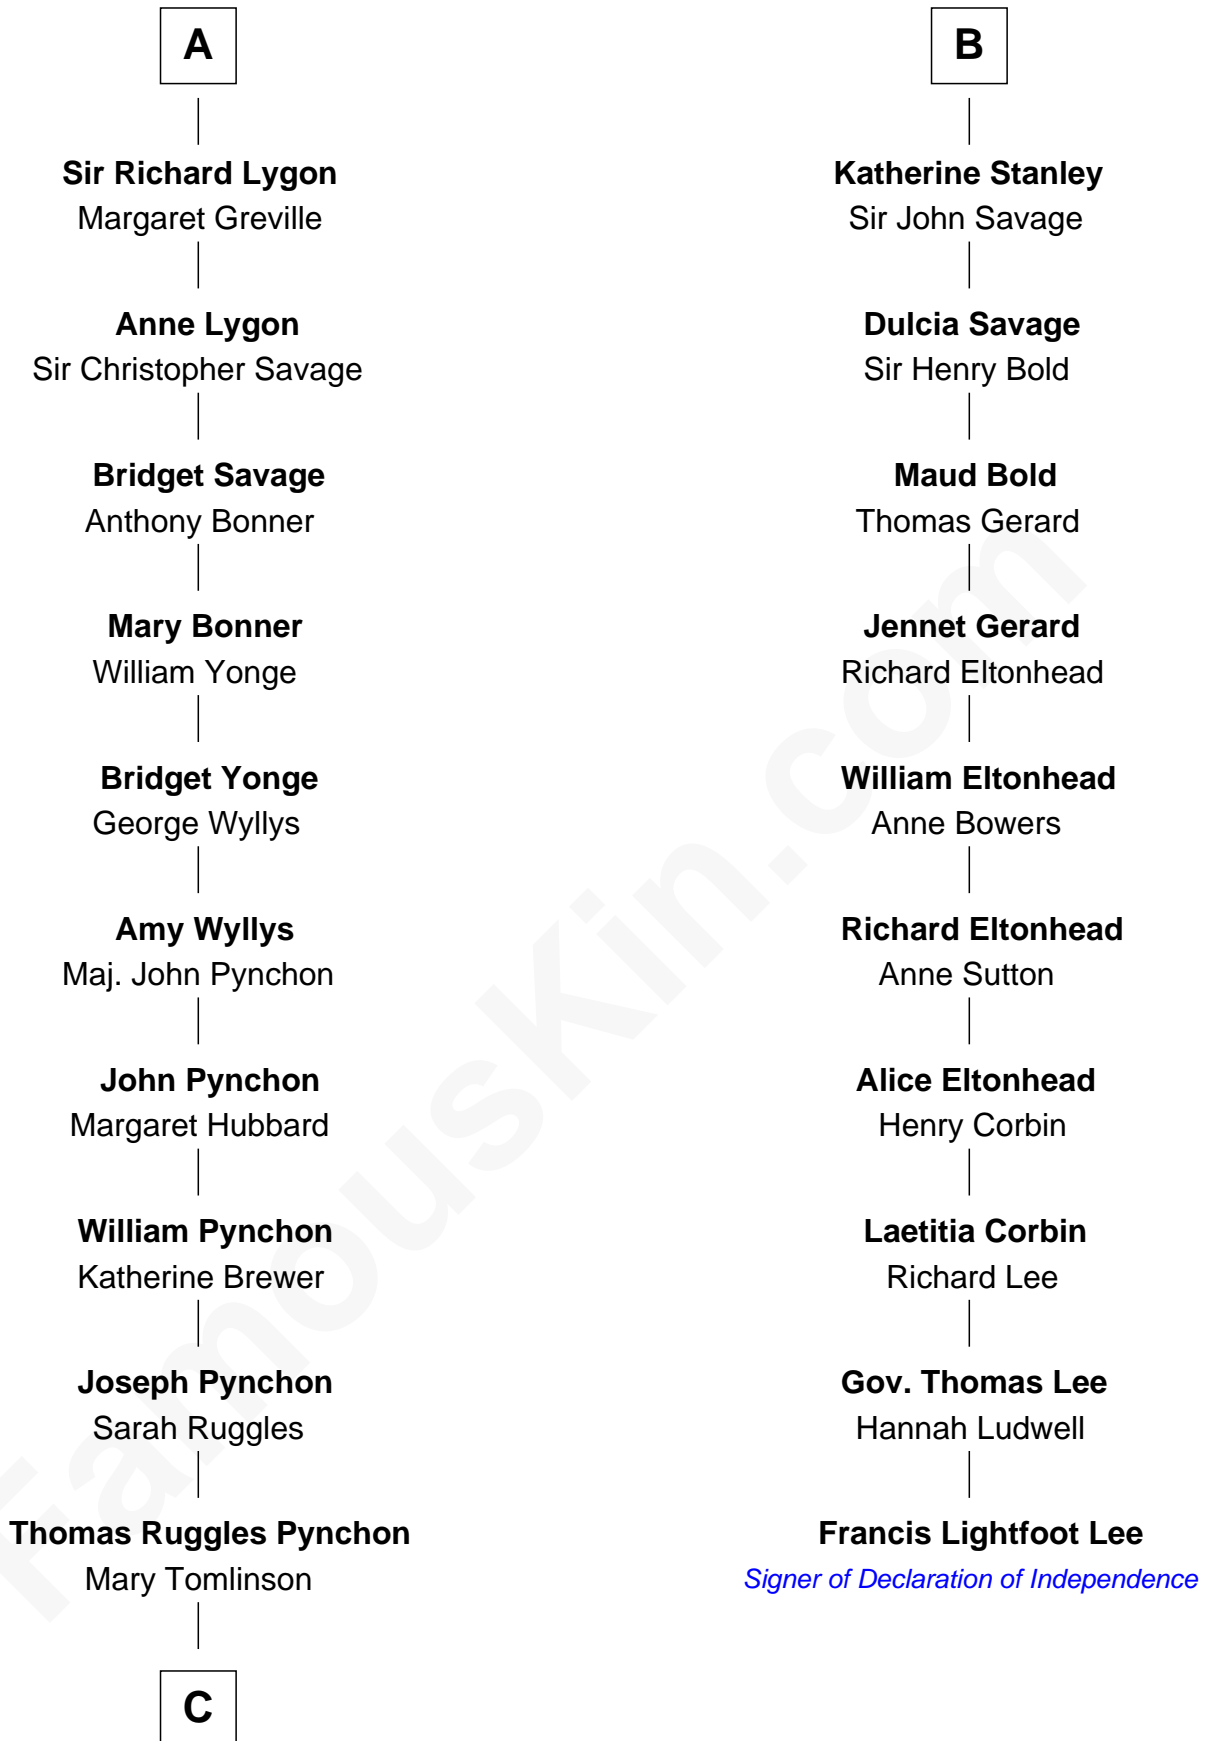 A
Sir Richard Lygon
Margaret Greville
Anne Lygon
Sir Christopher Savage
Bridget Savage
Anthony Bonner
Mary Bonner
William Yonge
Bridget Yonge
George Wyllys
Amy Wyllys
Maj. John Pynchon
John Pynchon
Margaret Hubbard
William Pynchon
Katherine Brewer
Joseph Pynchon
Sarah Ruggles
Thomas Ruggles Pynchon
Mary Tomlinson
C
B
Katherine Stanley
Sir John Savage
Dulcia Savage
Sir Henry Bold
Maud Bold
Thomas Gerard
Jennet Gerard
Richard Eltonhead
William Eltonhead
Anne Bowers
Richard Eltonhead
Anne Sutton
Alice Eltonhead
Henry Corbin
Laetitia Corbin
Richard Lee
Gov. Thomas Lee
Hannah Ludwell
Francis Lightfoot Lee
Signer of Declaration of Independence
FamousKin.com